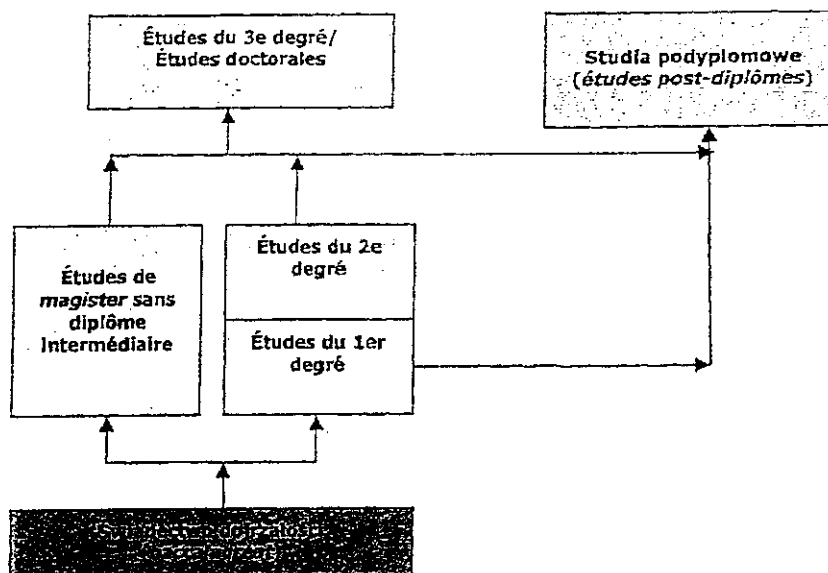 Études du 3e degré/
Études doctorales
Studia podyplomowe
(études post-diplômes)
Études de
magister sans
diplôme
Intermédiaire
Études du 2e
degré
Études du 1er
degré